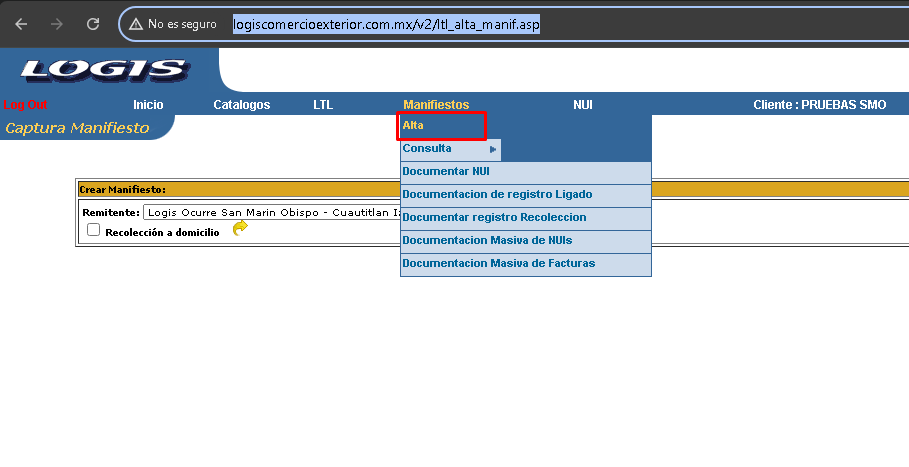 No es seguro logiscomercioexterior.com.mx/v2/ltl_alta_manif.asp
LOGIS
Log Out Inicio Catalogos LTL Manifiestos NUI Cliente : PRUEBAS SMO
Captura Manifiesto
Alta
Consulta
Documentar NUI
Documentacion de registro Ligado
Documentar registro Recoleccion
Documentacion Masiva de NUIs
Documentacion Masiva de Facturas
Crear Manifiesto:
Remitente: Logis Ocurre San Marin Obispo - Cuautitlan
Recolección a domicilio